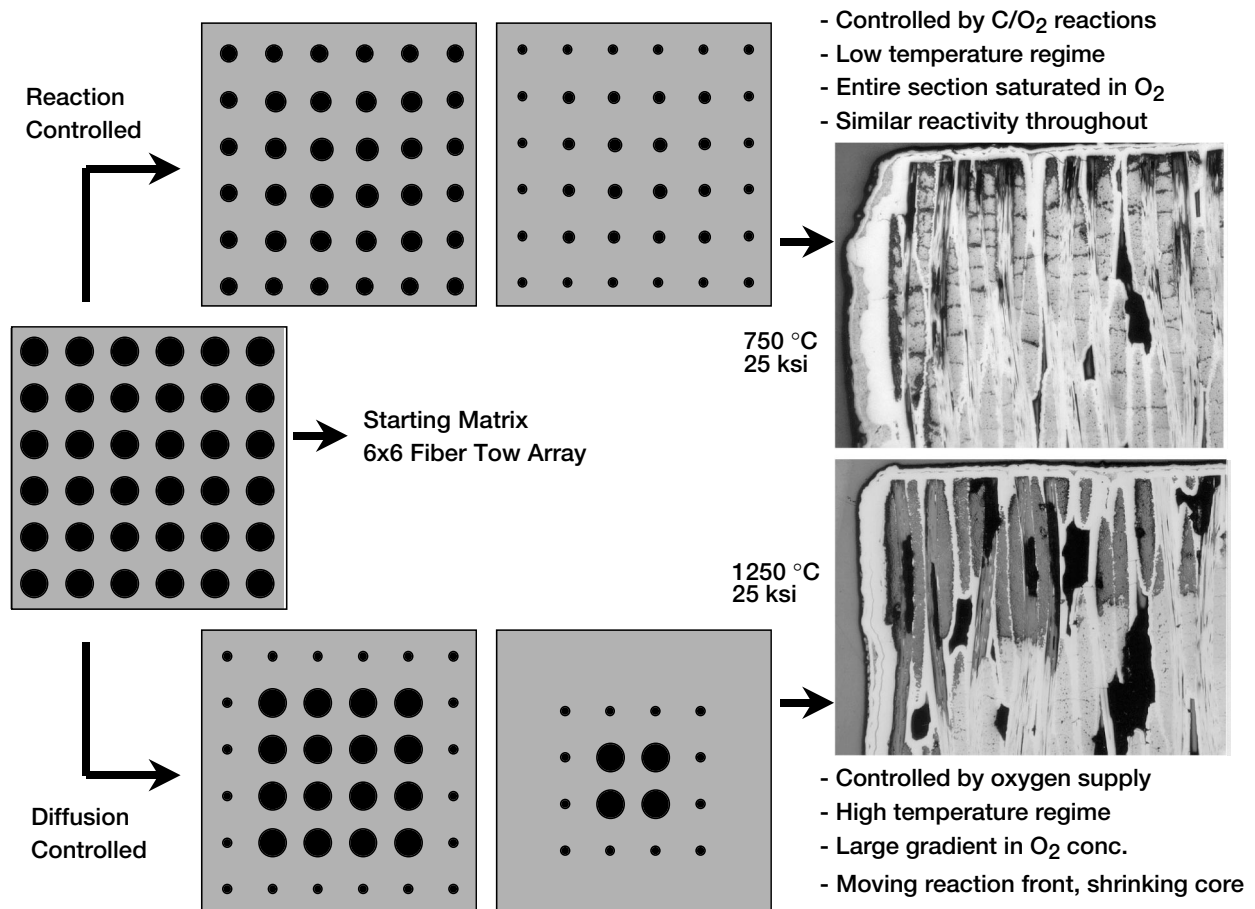 - Controlled by C/O2 reactions
- Low temperature regime
- Entire section saturated in O2
- Similar reactivity throughout
Reaction
Controlled
750 °C
25 ksi
Starting Matrix
6x6 Fiber Tow Array
1250 °C
25 ksi
Diffusion
Controlled
- Controlled by oxygen supply
- High temperature regime
- Large gradient in O2 conc.
- Moving reaction front, shrinking core